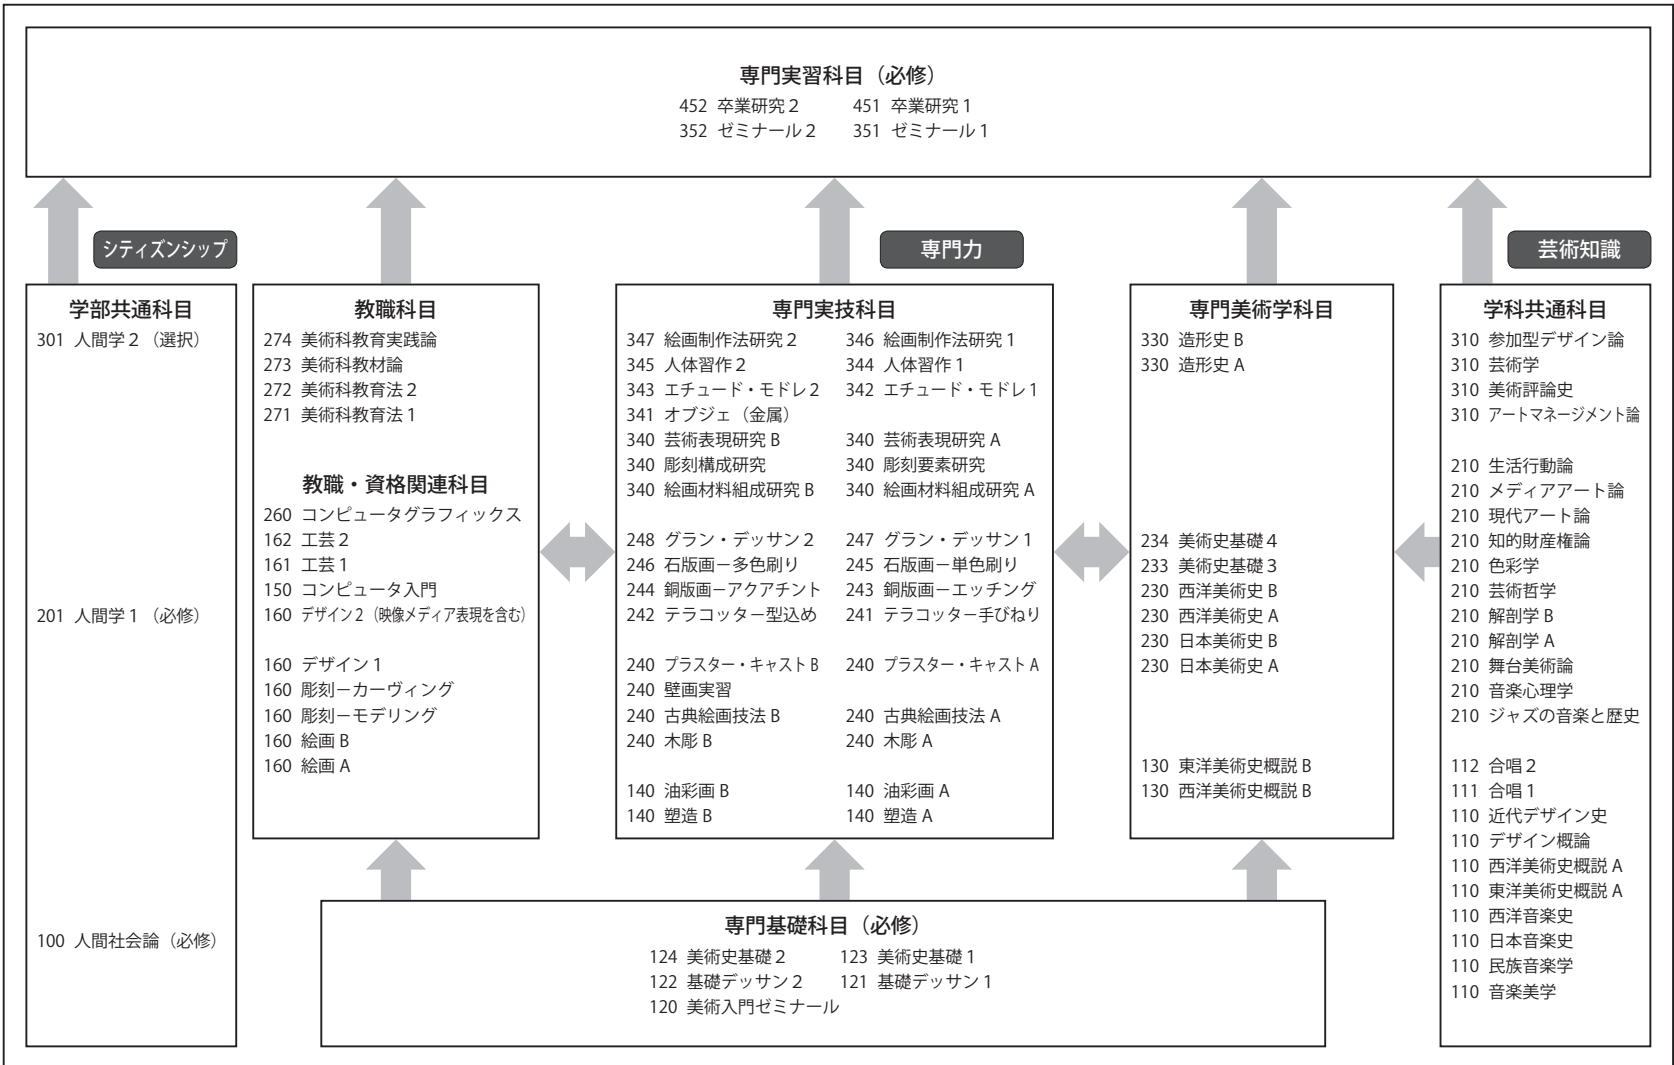 専門実習科目（必修）
452 卒業研究 2　451 卒業研究 1
352 ゼミナール 2　351 ゼミナール 1
シティズンシップ
専門力
芸術知識
学部共通科目
301 人間学 2（選択）
201 人間学 1（必修）
100 人間社会論（必修）
教職科目
274 美術科教育実践論
273 美術科教材論
272 美術科教育法 2
271 美術科教育法 1
教職・資格関連科目
260 コンピュータグラフィックス
162 工芸 2
161 工芸 1
150 コンピュータ入門
160 デザイン 2（映像メディア表現を含む）
160 デザイン 1
160 彫刻－カーヴィング
160 彫刻－モデリング
160 絵画 B
160 絵画 A
専門実技科目
347 絵画制作法研究 2　346 絵画制作法研究 1
345 人体習作 2　344 人体習作 1
343 エチュード・モドレ 2　342 エチュード・モドレ 1
341 オブジェ（金属）
340 芸術表現研究 B　340 芸術表現研究 A
340 彫刻構成研究　340 彫刻要素研究
340 絵画材料組成研究 B　340 絵画材料組成研究 A
248 グラン・デッサン 2　247 グラン・デッサン 1
246 石版画－多色刷り　245 石版画－単色刷り
244 銅版画－アクアチント　243 銅版画－エッチング
242 テラコッタ－型込め　241 テラコッタ－手びねり
240 プラスター・キャスト B　240 プラスター・キャスト A
240 壁画実習
240 古典絵画技法 B　240 古典絵画技法 A
240 木彫 B　240 木彫 A
140 油彩画 B　140 油彩画 A
140 塑造 B　140 塑造 A
専門美術学科目
330 造形史 B
330 造形史 A
234 美術史基礎 4
233 美術史基礎 3
230 西洋美術史 B
230 西洋美術史 A
230 日本美術史 B
230 日本美術史 A
130 東洋美術史概説 B
130 西洋美術史概説 B
学科共通科目
310 参加型デザイン論
310 芸術学
310 美術評論史
310 アートマネージメント論
210 生活行動論
210 メディアアート論
210 現代アート論
210 知的財産権論
210 色彩学
210 芸術哲学
210 解剖学 B
210 解剖学 A
210 舞台美術論
210 音楽心理学
210 ジャズの音楽と歴史
112 合唱 2
111 合唱 1
110 近代デザイン史
110 デザイン概論
110 西洋美術史概説 A
110 東洋美術史概説 A
110 西洋音楽史
110 日本音楽史
110 民族音楽学
110 音楽美学
専門基礎科目（必修）
124 美術史基礎 2　123 美術史基礎 1
122 基礎デッサン 2　121 基礎デッサン 1
120 美術入門ゼミナール